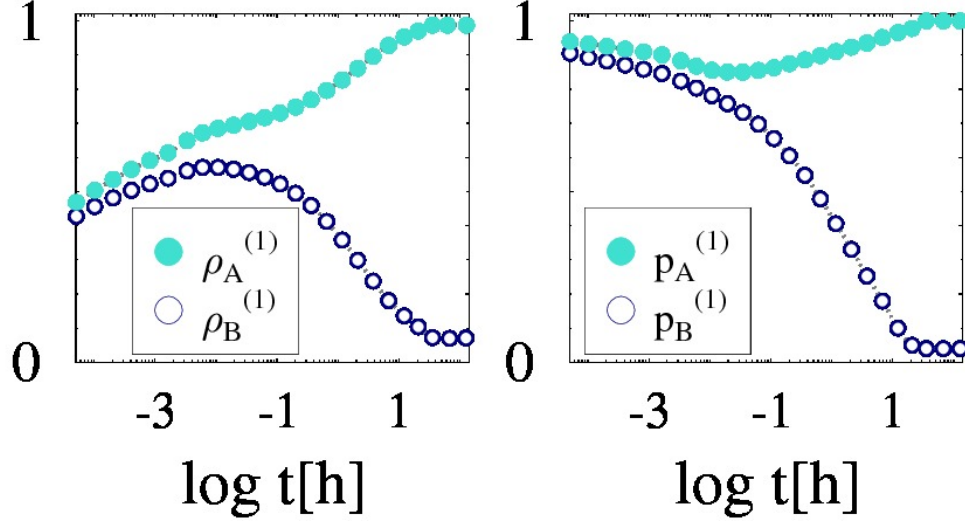 1
0
-3 -1 1
log t[h]
ρA(1)
ρB(1)
1
0
-3 -1 1
log t[h]
pA(1)
pB(1)